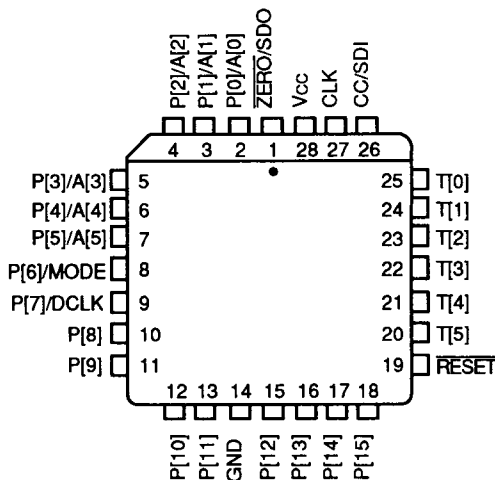 P[2]/A[2]
P[1]/A[1]
P[0]/A[0]
ZERO/SDO
Vcc
CLK
CC/SDI
4 3 2 1 28 27 26
P[3]/A[3] 5
P[4]/A[4] 6
P[5]/A[5] 7
P[6]/MODE 8
P[7]/DCLK 9
P[8] 10
P[9] 11
25 T[0]
24 T[1]
23 T[2]
22 T[3]
21 T[4]
20 T[5]
19 RESET
12 13 14 15 16 17 18
P[10]
P[11]
GND
P[12]
P[13]
P[14]
P[15]